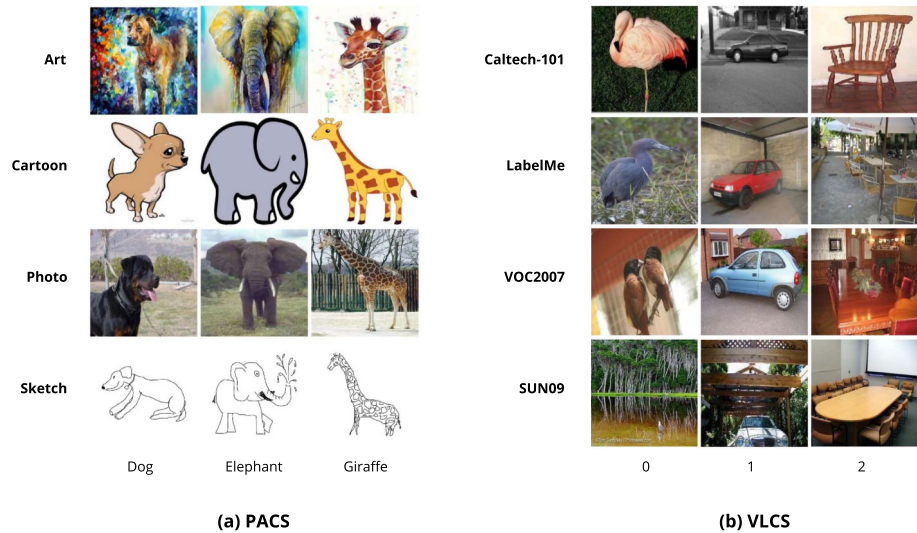 Art
Cartoon
Photo
Sketch
Dog Elephant Giraffe
(a) PACS
Caltech-101
LabelMe
VOC2007
SUN09
0 1 2
(b) VLCS